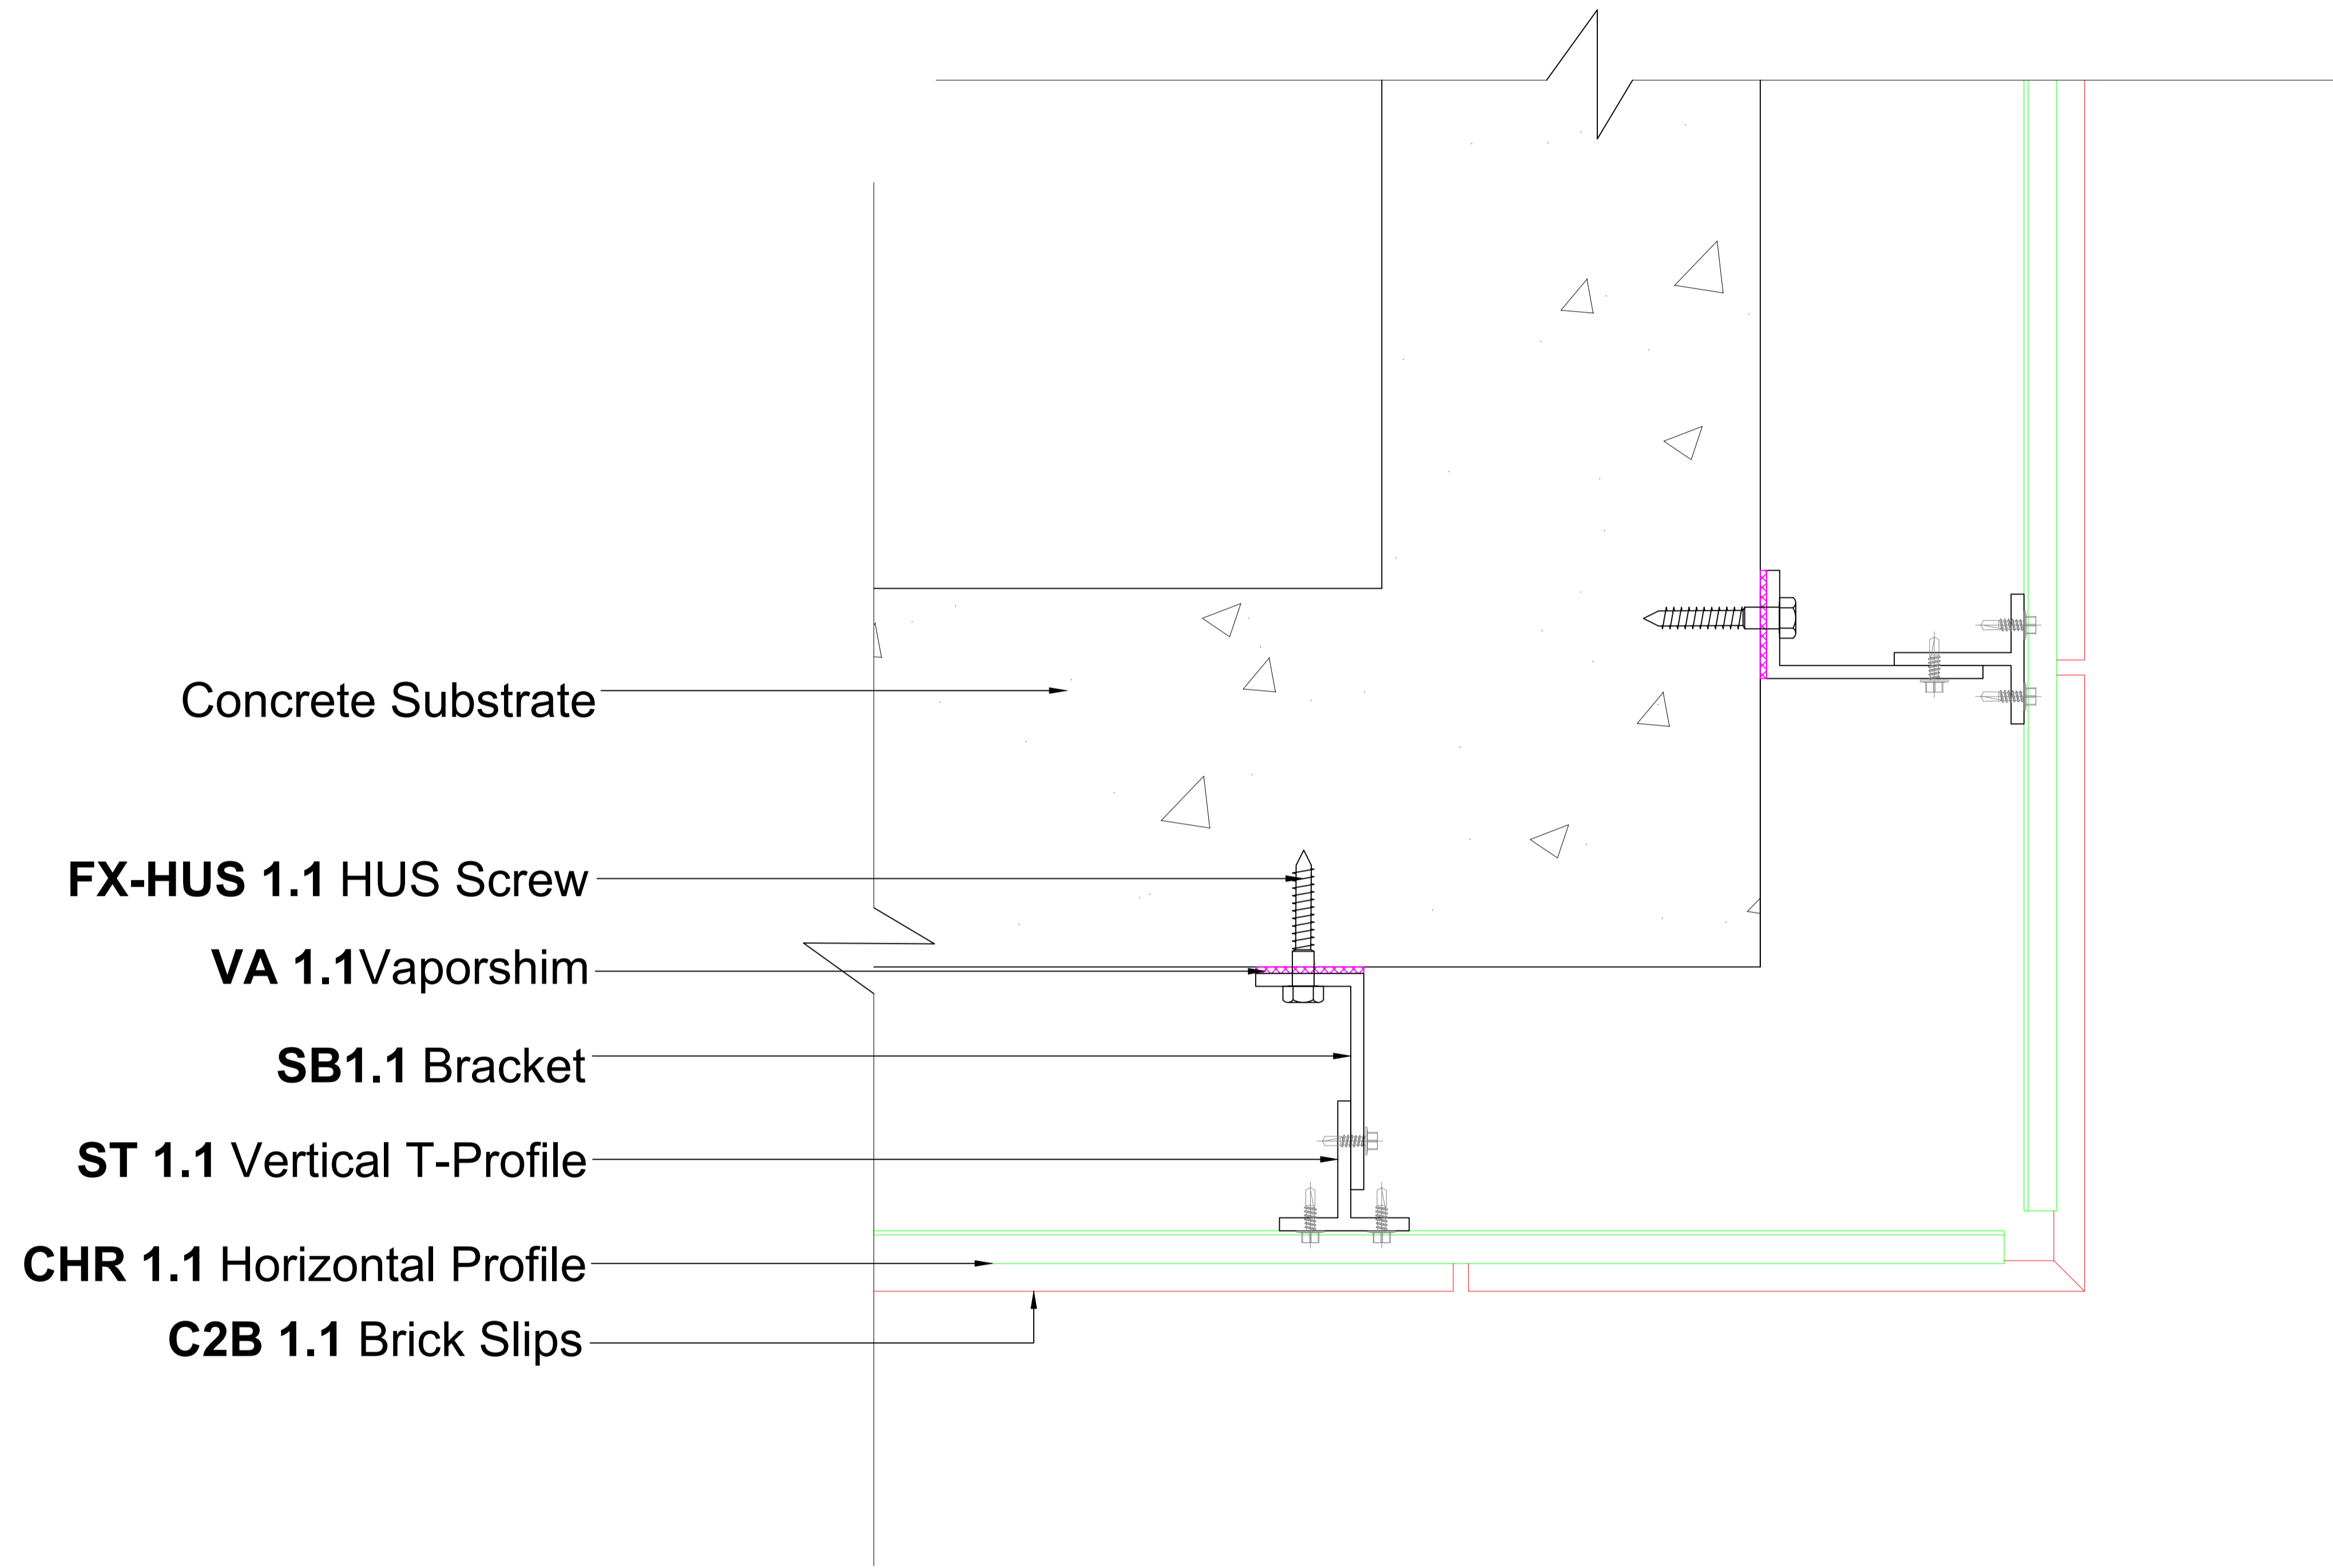 Concrete Substrate
FX-HUS 1.1 HUS Screw
VA 1.1Vaporshim
SB1.1 Bracket
ST 1.1 Vertical T-Profile
CHR 1.1 Horizontal Profile
C2B 1.1 Brick Slips